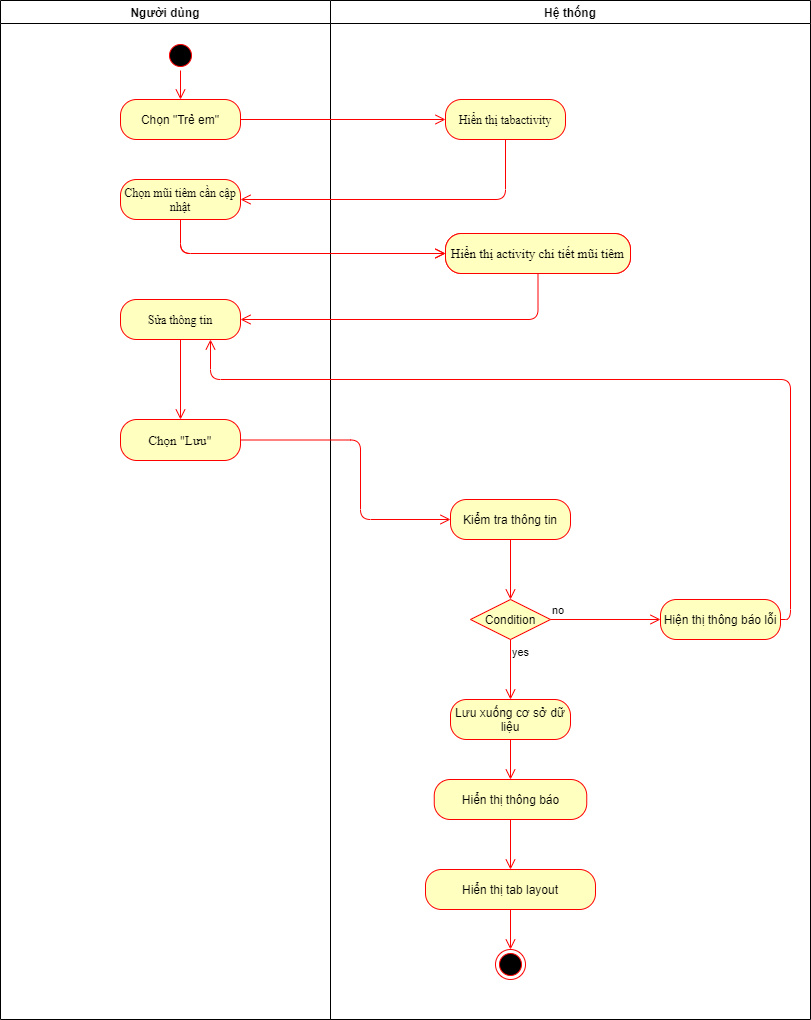 Người dùng
Hệ thống
Chọn "Trẻ em"
Hiển thị tabactivity
Chọn mũi tiêm cần cập
nhật
Hiển thị activity chi tiết mũi tiêm
Sửa thông tin
Chọn "Lưu"
Kiểm tra thông tin
Condition
no
Hiện thị thông báo lỗi
yes
Lưu xuống cơ sở dữ
liệu
Hiển thị thông báo
Hiển thị tab layout